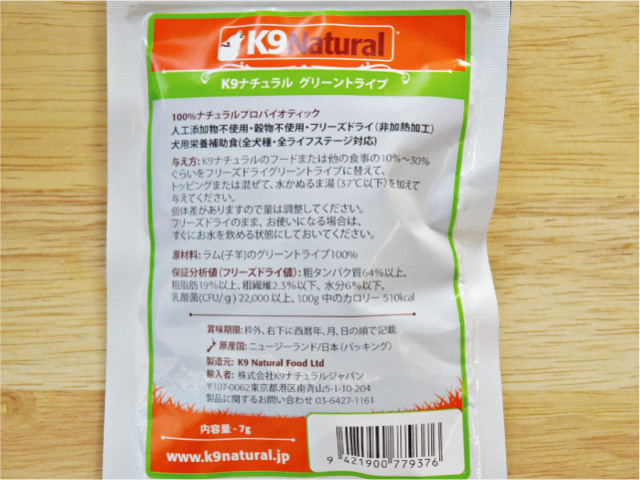 K9Natural™
K9ナチュラル グリーントライプ
100%ナチュラルプロバイオティック
人工添加物不使用・穀物不使用・フリーズドライ(非加熱加工)
犬用栄養補助食(全犬種・全ライフステージ対応)
与え方: K9ナチュラルのフードまたは他の食事の10%～30%
ぐらいをフリーズドライグリーントライプに替えて、
トッピングまたは混ぜて、水かぬるま湯(37℃以下)を加えて
与えてください。
個体差がありますので量は調整してください。
フリーズドライのまま、お使いになる場合は、
すぐにお水を飲める状態にしておいてください。
原材料: ラム(子羊)のグリーントライプ100%
保証分析値(フリーズドライ値): 粗タンパク質64%以上、
粗脂肪19%以上、粗繊維2.3%以下、水分6%以下、
乳酸菌(CFU/g) 22,000以上、100g 中のカロリー 510kcal
賞味期限: 枠外、右下に西暦年、月、日の順で記載
原産国: ニュージーランド/日本(パッキング)
製造元: K9 Natural Food Ltd
輸入者: 株式会社K9ナチュラルジャパン
〒107-0062東京都港区南青山5-1-10-204
製品に関するお問い合わせ 03-6427-1161
内容量 - 7g
www.k9natural.jp
9 421900 779376